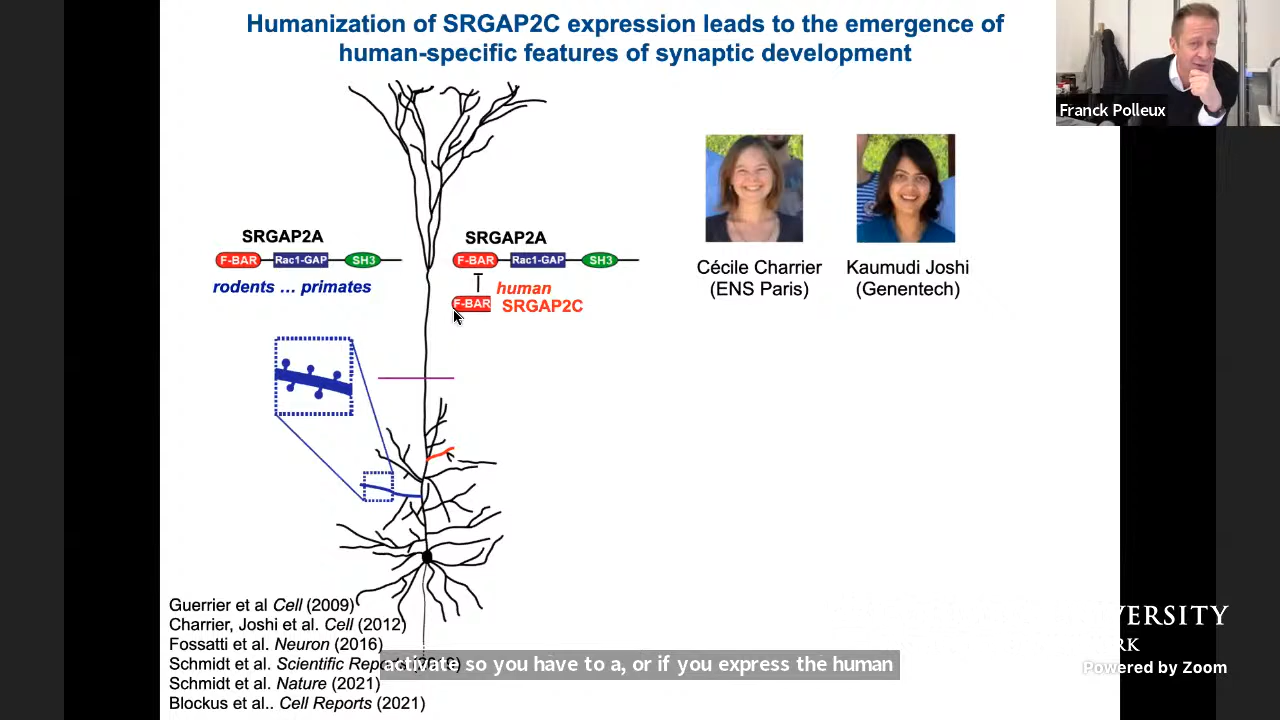 Humanization of SRGAP2C expression leads to the emergence of
human-specific features of synaptic development
Franck Polleux
SRGAP2A
F-BAR Rac1-GAP SH3
rodents … primates
SRGAP2A
F-BAR Rac1-GAP SH3
human
F-BAR SRGAP2C
Cécile Charrier
(ENS Paris)
Kaumudi Joshi
(Genentech)
Guerrier et al Cell (2009)
Charrier, Joshi et al. Cell (2012)
Fossatti et al. Neuron (2016)
Schmidt et al. Scientific
Schmidt et al. Nature (2021)
Blockus et al.. Cell Reports (2021)
activate so you have to a, or if you express the human
VERSITY
RK
Powered by Zoom